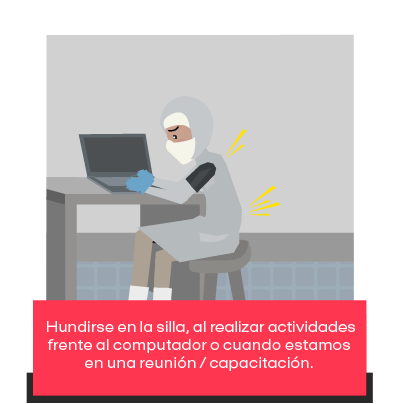 Hundirse en la silla, al realizar actividades
frente al computador o cuando estamos
en una reunión / capacitación.